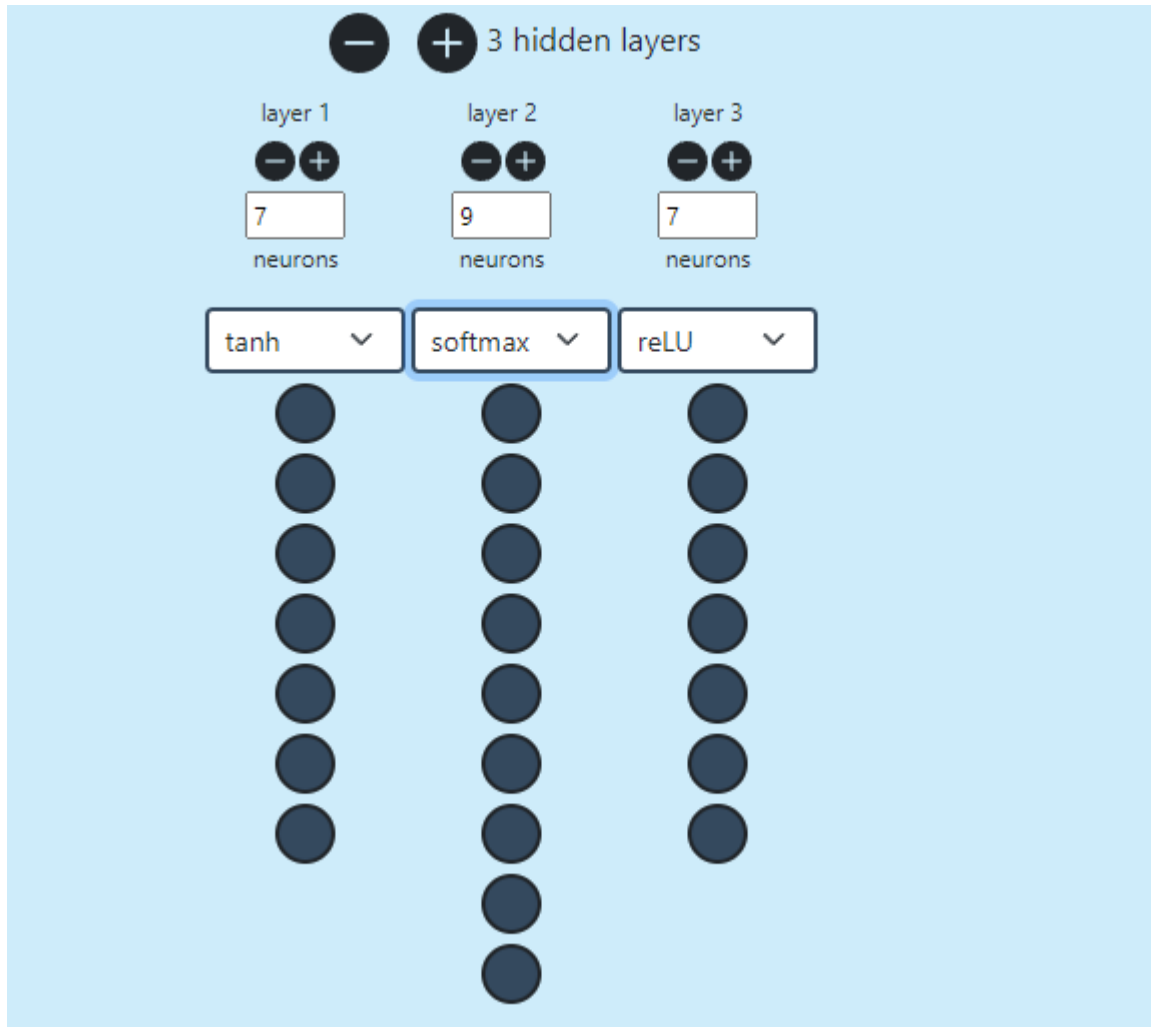 3 hidden layers
layer 1 layer 2 layer 3
7 9 7
neurons neurons neurons
tanh softmax reLU